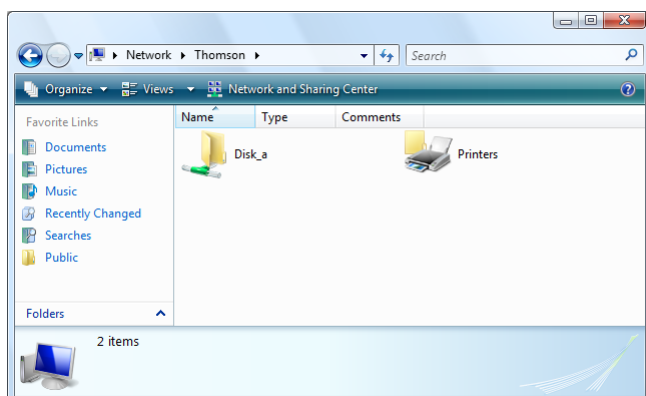 Network ▸ Thomson ▸ Search
Organize Views Network and Sharing Center
Favorite Links
Documents
Pictures
Music
Recently Changed
Searches
Public
Folders
Name Type Comments
Disk_a Printers
2 items